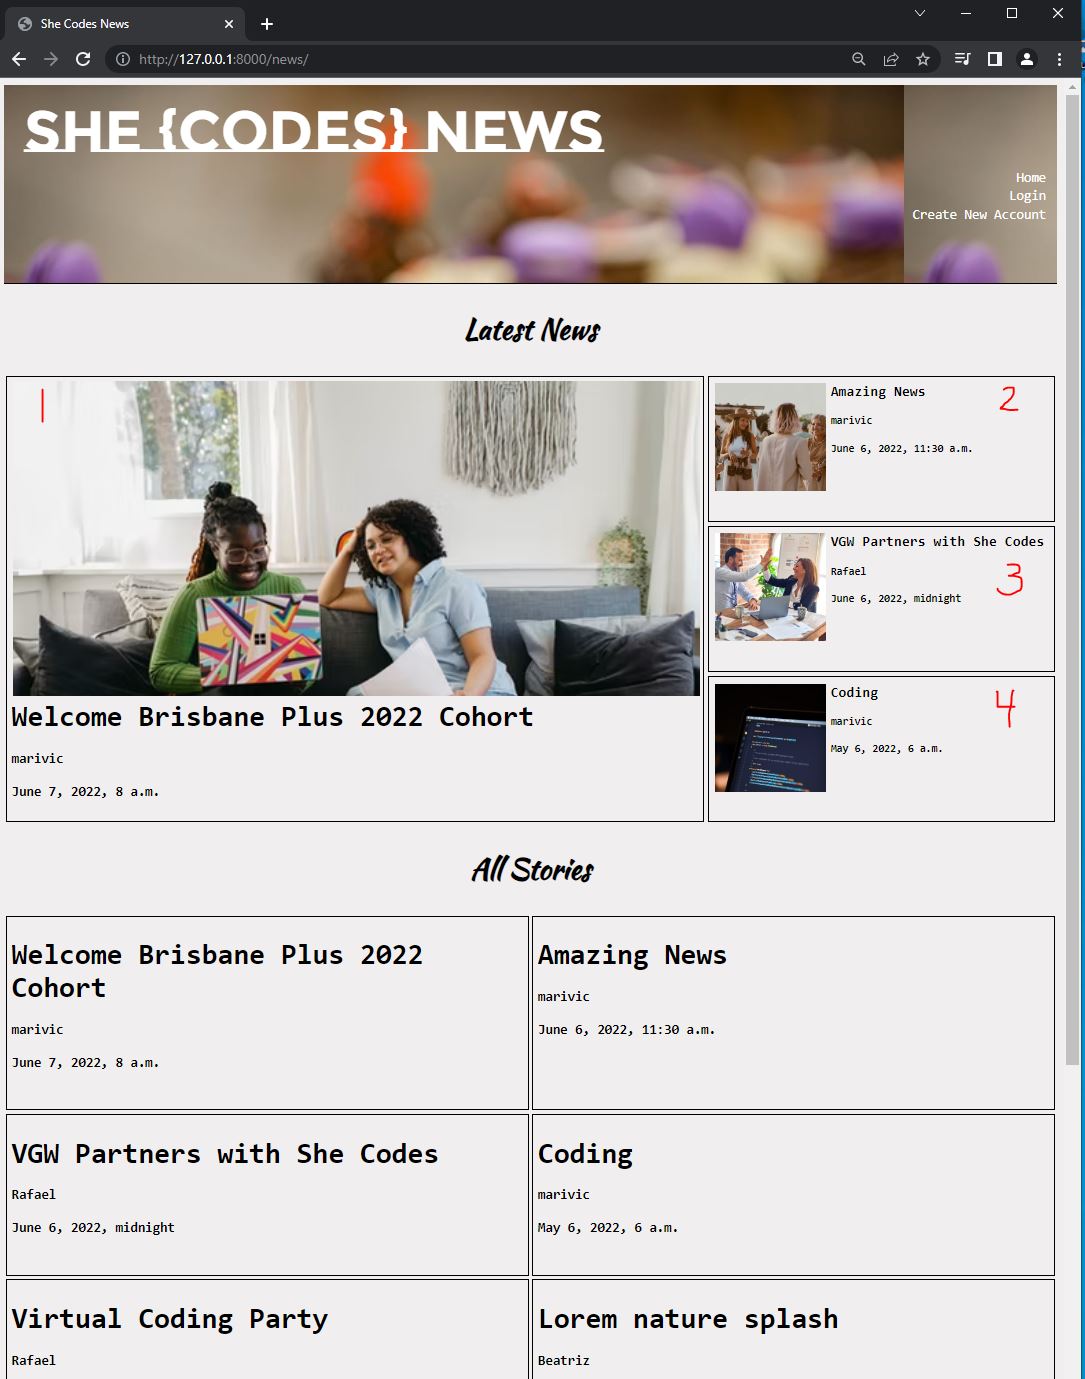 She Codes News
http://127.0.0.1:8000/news/
SHE {CODES} NEWS
Home
Login
Create New Account
Latest News
1
Welcome Brisbane Plus 2022 Cohort
marivic
June 7, 2022, 8 a.m.
Amazing News
2
marivic
June 6, 2022, 11:30 a.m.
VGW Partners with She Codes
Rafael
3
June 6, 2022, midnight
Coding
4
marivic
May 6, 2022, 6 a.m.
All Stories
Welcome Brisbane Plus 2022
Cohort
marivic
June 7, 2022, 8 a.m.
Amazing News
marivic
June 6, 2022, 11:30 a.m.
VGW Partners with She Codes
Rafael
June 6, 2022, midnight
Coding
marivic
May 6, 2022, 6 a.m.
Virtual Coding Party
Rafael
Lorem nature splash
Beatriz